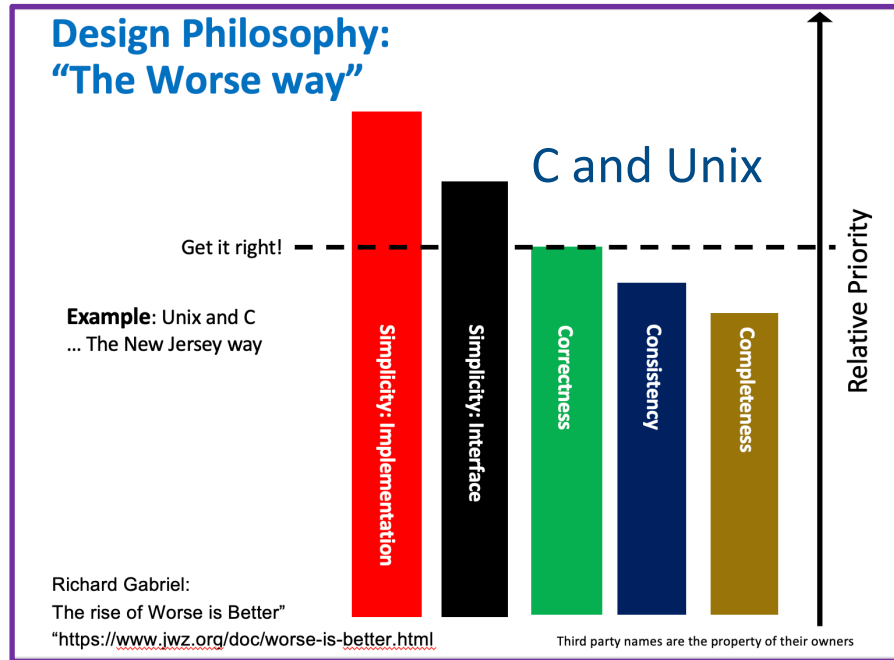 Design Philosophy:
“The Worse way”
C and Unix
Get it right!
Example: Unix and C
... The New Jersey way
Simplicity: Implementation
Simplicity: Interface
Correctness
Consistency
Completeness
Relative Priority
Richard Gabriel:
The rise of Worse is Better”
“https://www.jwz.org/doc/worse-is-better.html
Third party names are the property of their owners